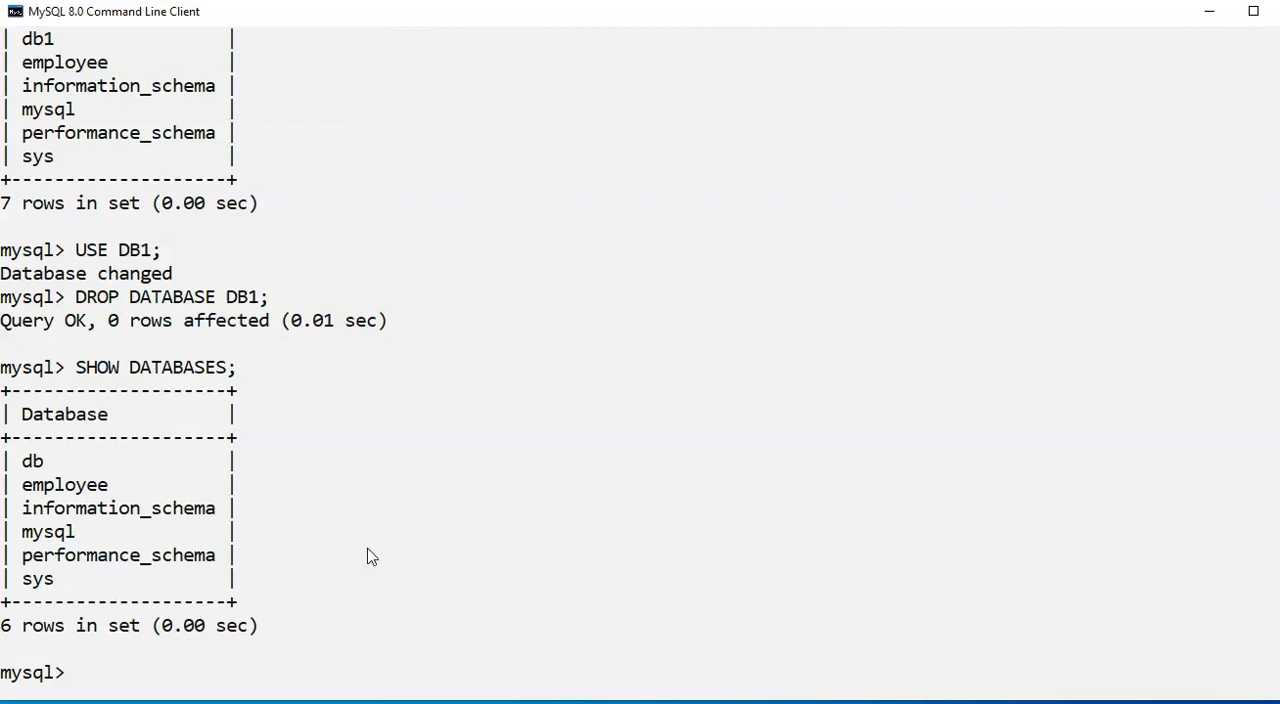 MySQL 8.0 Command Line Client
| db1                |
| employee           |
| information_schema |
| mysql              |
| performance_schema |
| sys                |
+--------------------+
7 rows in set (0.00 sec)
mysql> USE DB1;
Database changed
mysql> DROP DATABASE DB1;
Query OK, 0 rows affected (0.01 sec)
mysql> SHOW DATABASES;
+--------------------+
| Database           |
+--------------------+
| db                 |
| employee           |
| information_schema |
| mysql              |
| performance_schema |
| sys                |
+--------------------+
6 rows in set (0.00 sec)
mysql>